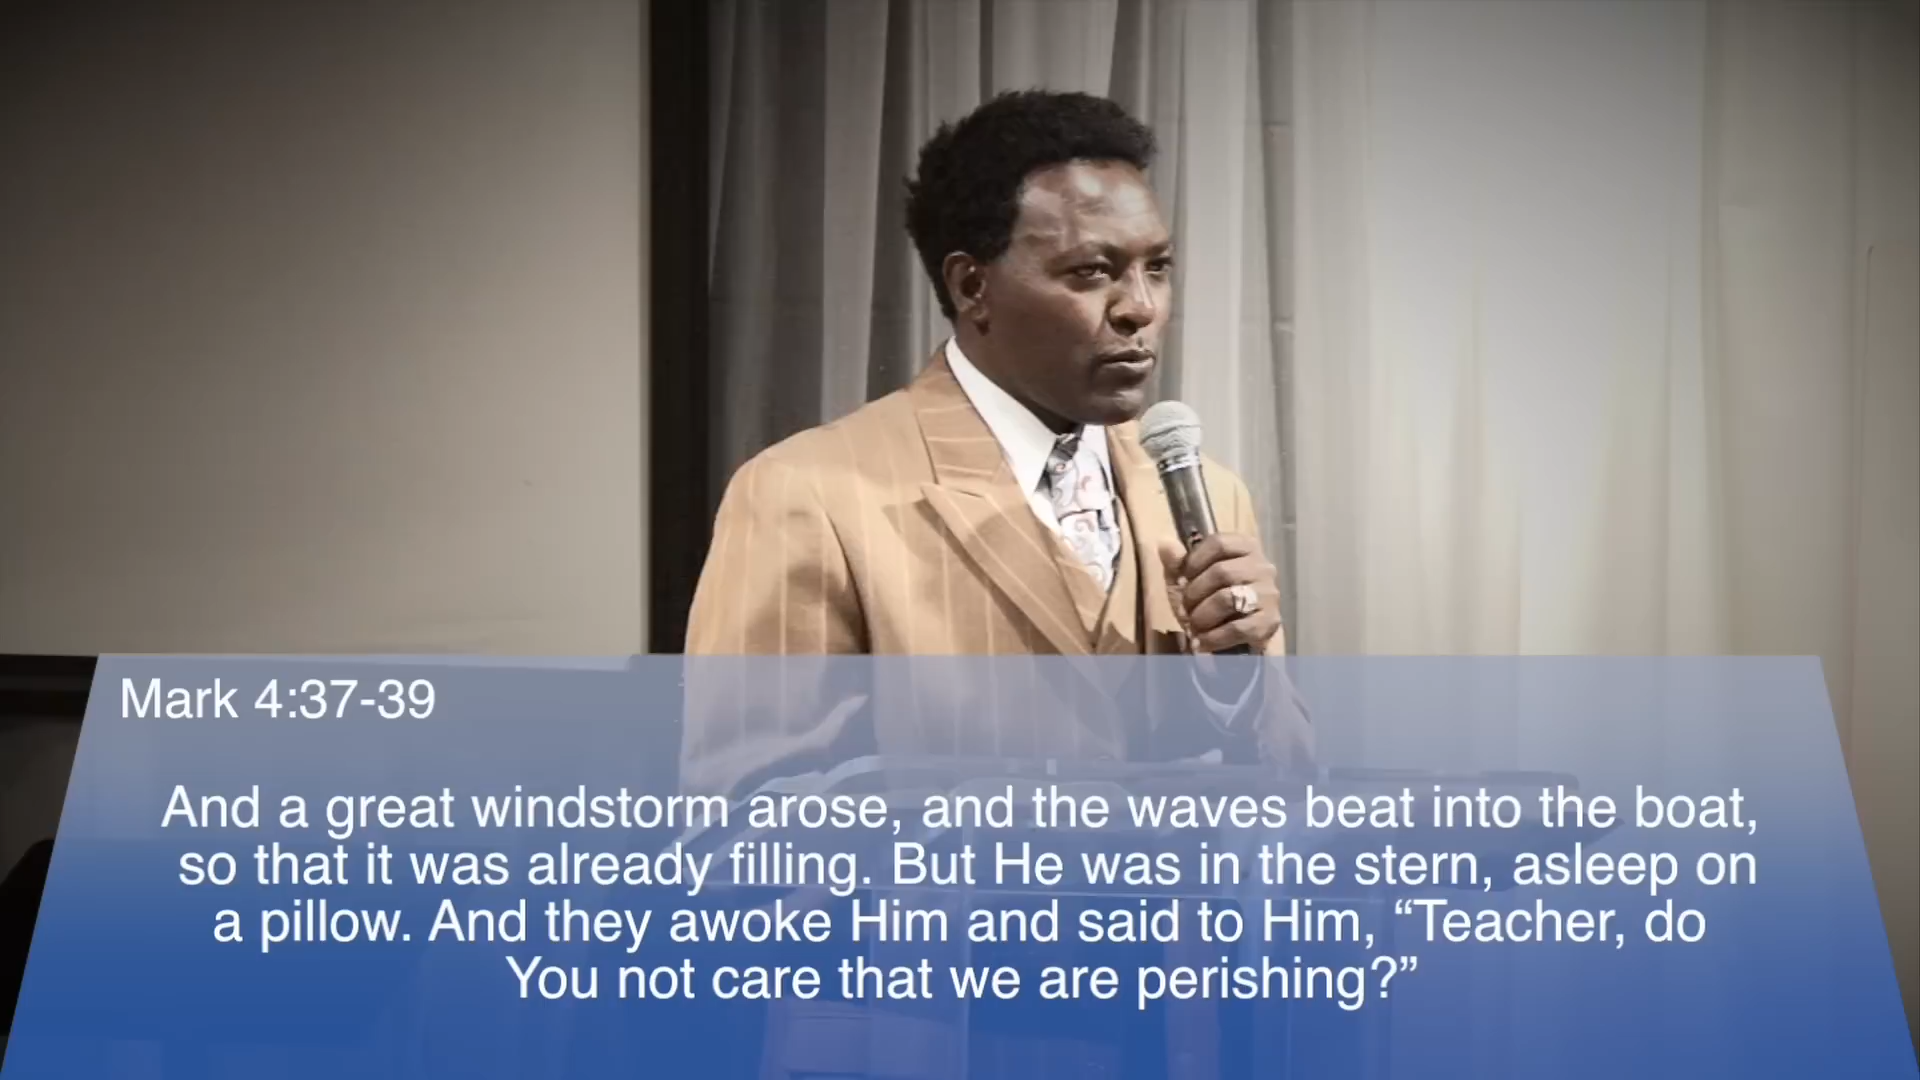 Mark 4:37-39
And a great windstorm arose, and the waves beat into the boat,
so that it was already filling. But He was in the stern, asleep on
a pillow. And they awoke Him and said to Him, “Teacher, do
You not care that we are perishing?”